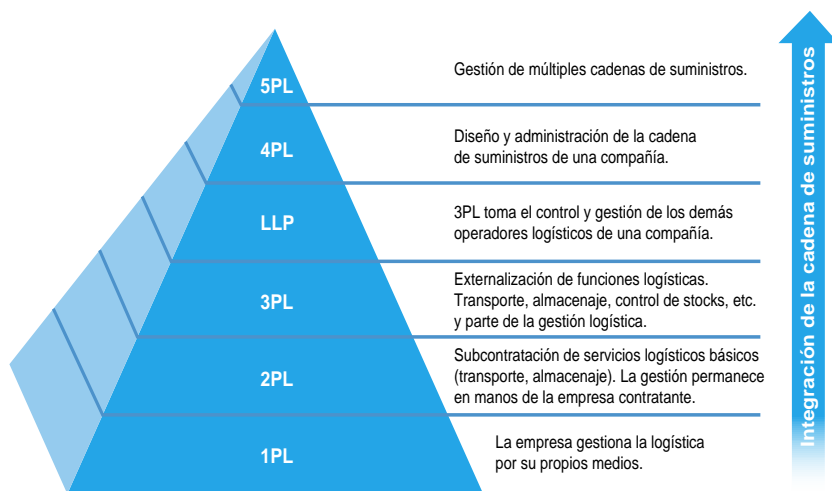 5PL
Gestión de múltiples cadenas de suministros.
4PL
Diseño y administración de la cadena
de suministros de una compañía.
LLP
3PL toma el control y gestión de los demás
operadores logísticos de una compañía.
3PL
Externalización de funciones logísticas.
Transporte, almacenaje, control de stocks, etc.
y parte de la gestión logística.
2PL
Subcontratación de servicios logísticos básicos
(transporte, almacenaje). La gestión permanece
en manos de la empresa contratante.
1PL
La empresa gestiona la logística
por su propios medios.
Integración de la cadena de suministros